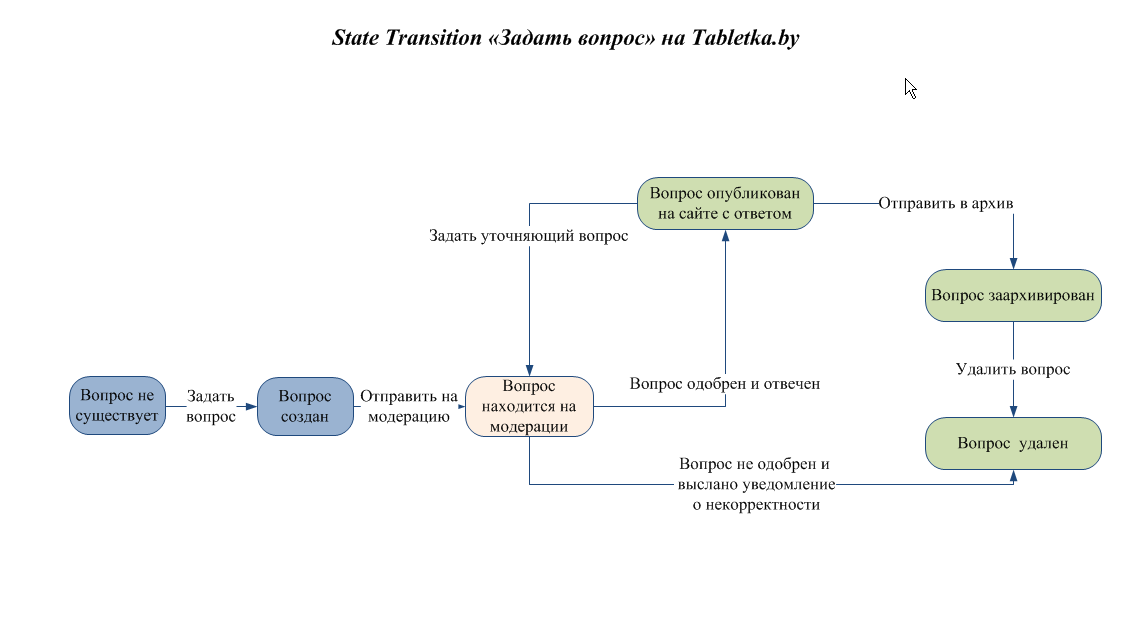 State Transition «Задать вопрос» на Tabletka.by
Вопрос опубликован
на сайте с ответом
Отправить в архив
Задать уточняющий вопрос
Вопрос заархивирован
Удалить вопрос
Вопрос не
существует
Задать
вопрос
Вопрос
создан
Отправить на
модерацию
Вопрос
находится на
модерации
Вопрос одобрен и отвечен
Вопрос удален
Вопрос не одобрен и
выслано уведомление
о некорректности